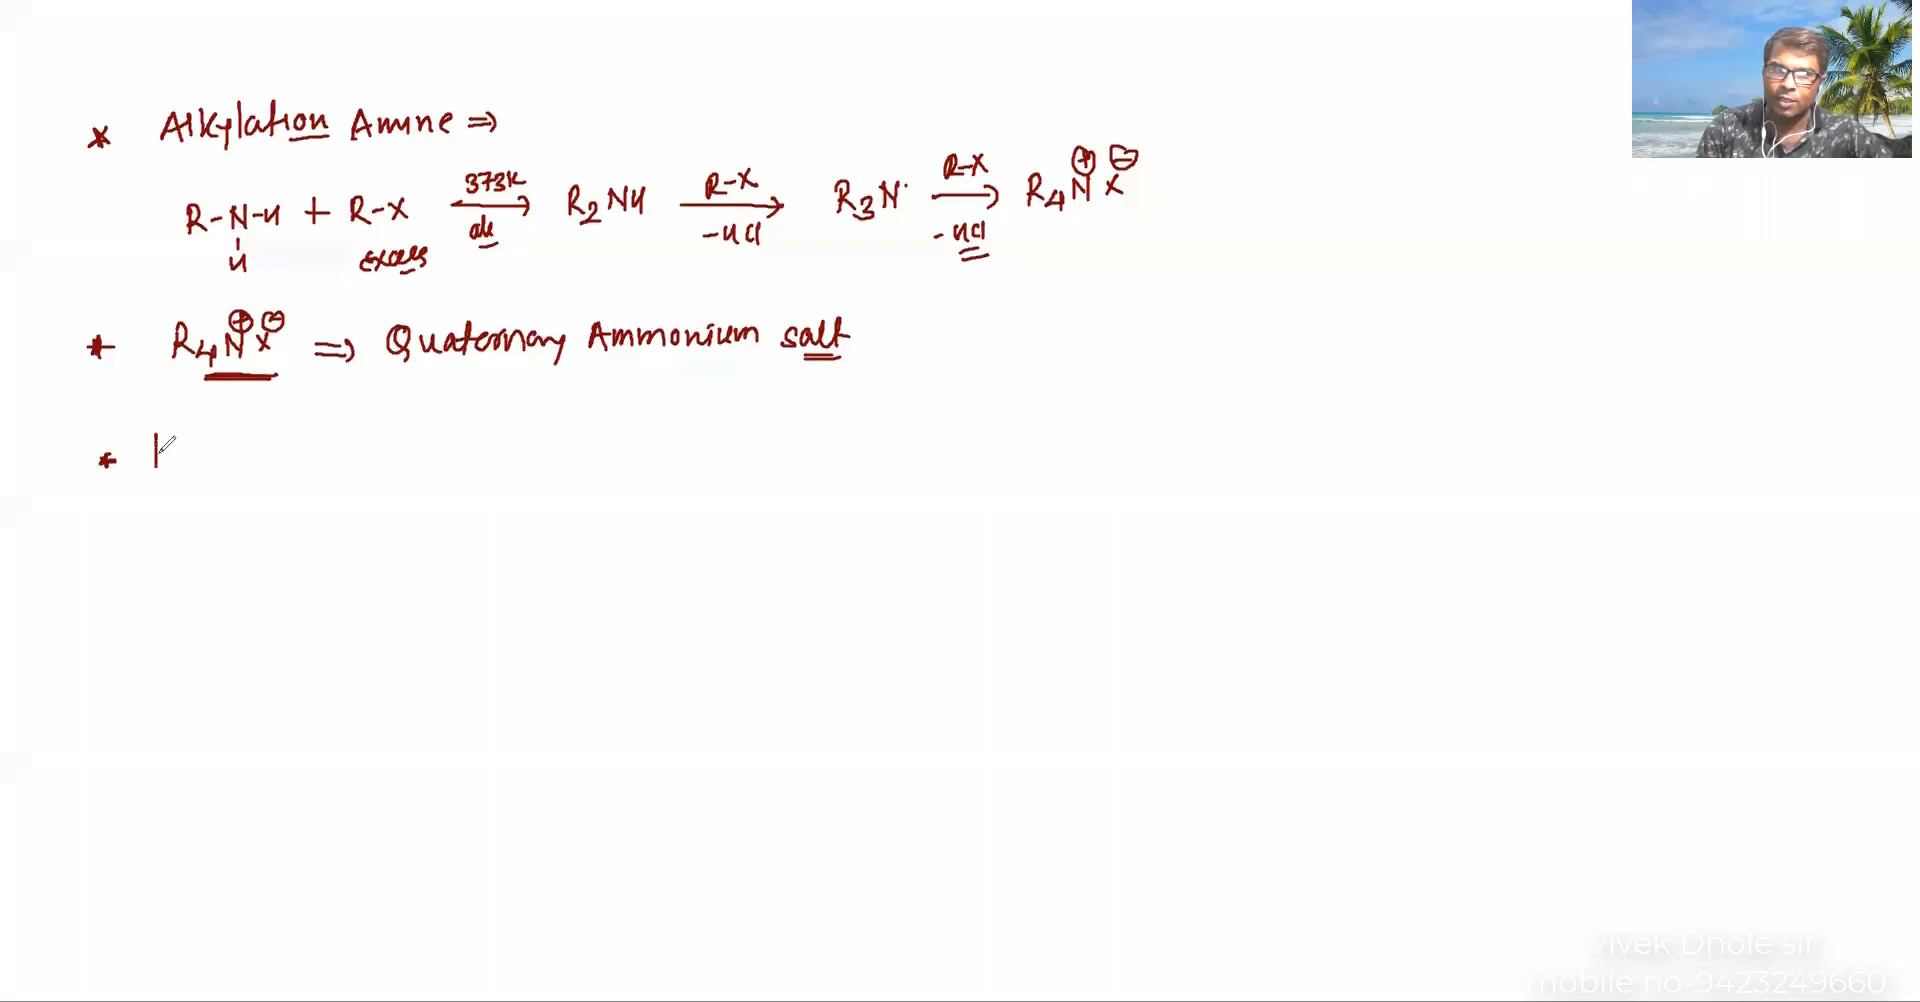 * Alkylation Amine ⇒
R-N-H + R-X 373K R2NH R-X R3N R-X R4N⊕ X⊖
H excess alc -HCl -HCl
* R4N⊕X⊖ ⇒ Quaternary Ammonium salt
*
Vivek Dhole sir
mobile no-9423249660